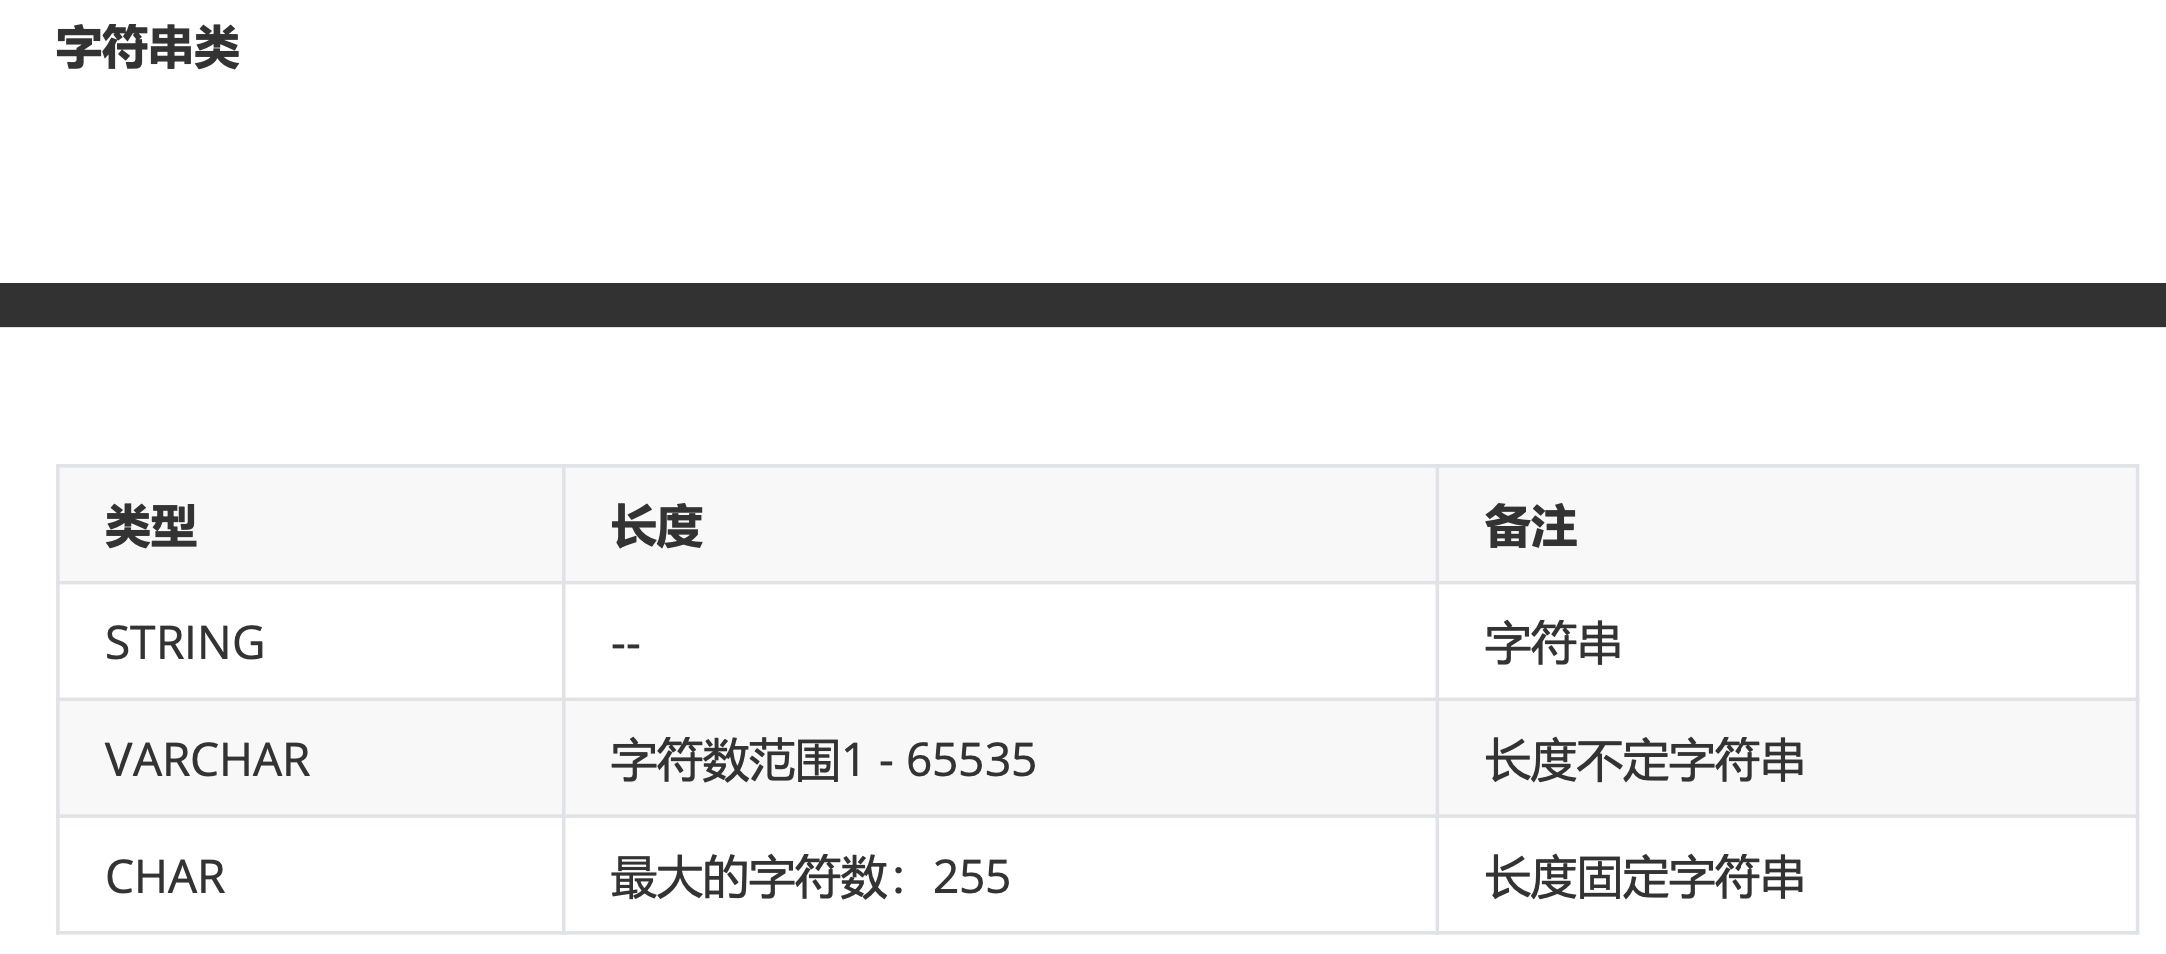 字符串类
类型 长度 备注
STRING -- 字符串
VARCHAR 字符数范围1 - 65535 长度不定字符串
CHAR 最大的字符数：255 长度固定字符串